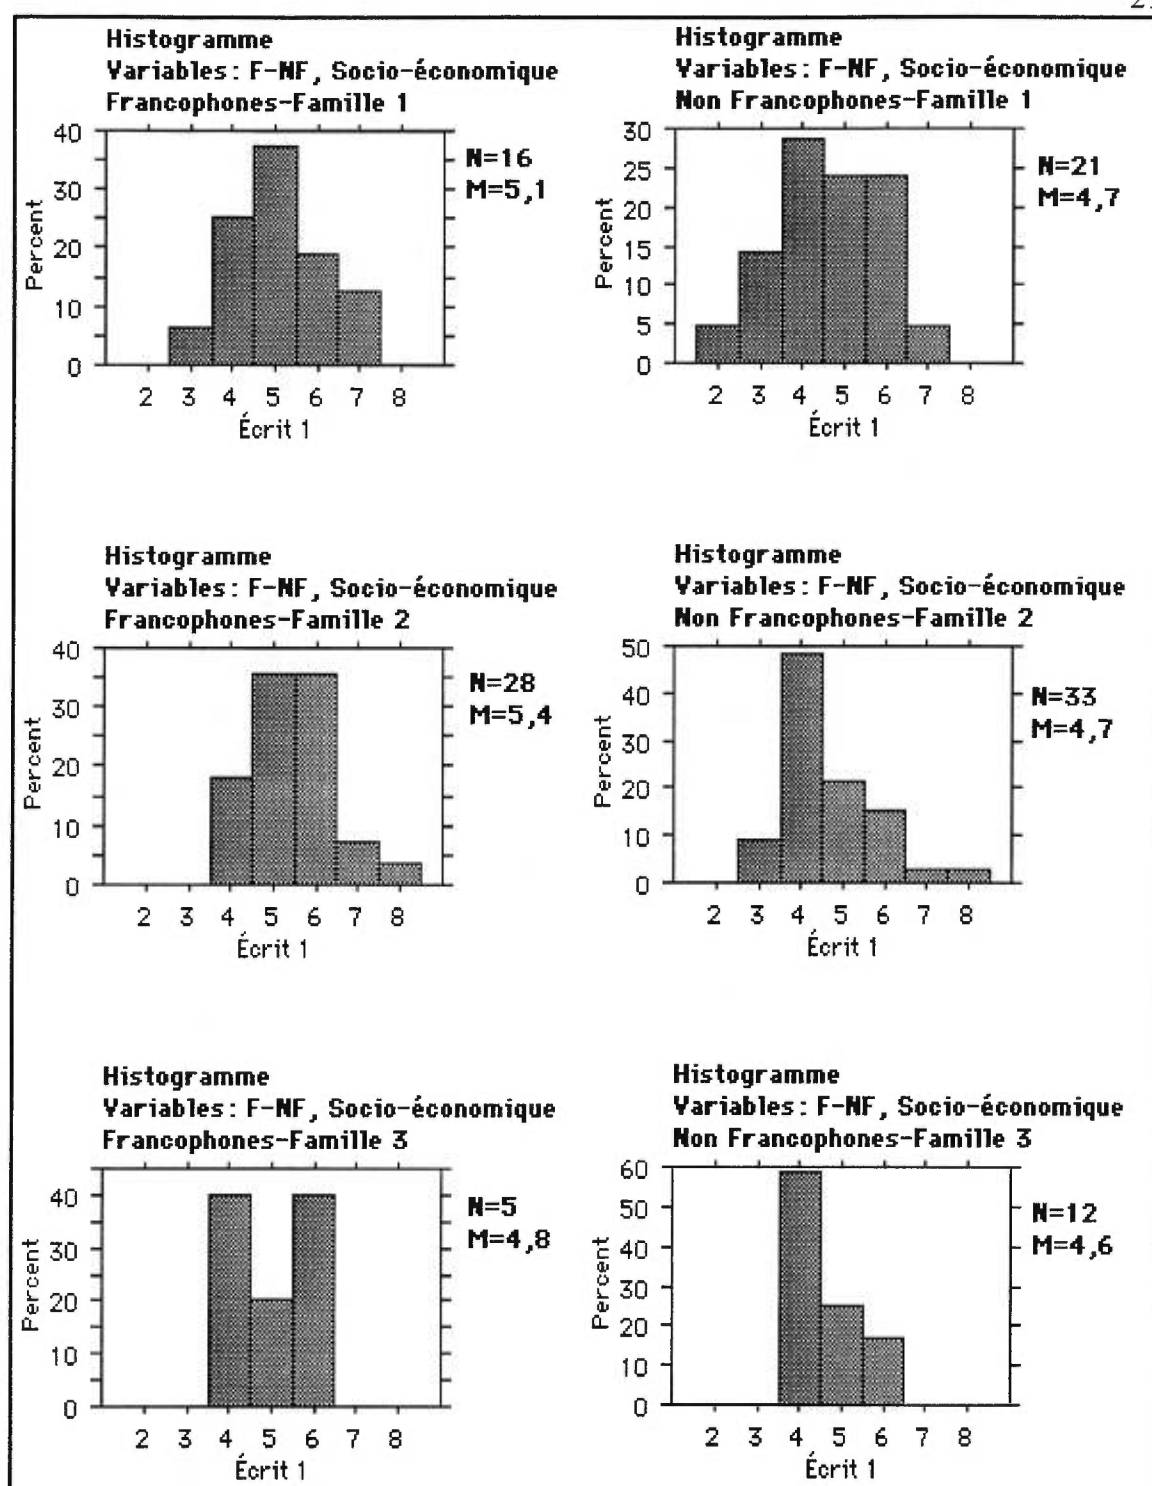 Histogramme
Variables: F-NF, Socio-économique
Francophones-Famille 1
40
30
20
10
0
Percent
2 3 4 5 6 7 8
Écrit 1
N=16
M=5,1
Histogramme
Variables: F-NF, Socio-économique
Non Francophones-Famille 1
30
25
20
15
10
5
0
Percent
2 3 4 5 6 7 8
Écrit 1
N=21
M=4,7
Histogramme
Variables: F-NF, Socio-économique
Francophones-Famille 2
40
30
20
10
0
Percent
2 3 4 5 6 7 8
Écrit 1
N=28
M=5,4
Histogramme
Variables: F-NF, Socio-économique
Non Francophones-Famille 2
50
40
30
20
10
0
Percent
2 3 4 5 6 7 8
Écrit 1
N=33
M=4,7
Histogramme
Variables: F-NF, Socio-économique
Francophones-Famille 3
40
30
20
10
0
Percent
2 3 4 5 6 7 8
Écrit 1
N=5
M=4,8
Histogramme
Variables: F-NF, Socio-économique
Non Francophones-Famille 3
60
50
40
30
20
10
0
Percent
2 3 4 5 6 7 8
Écrit 1
N=12
M=4,6